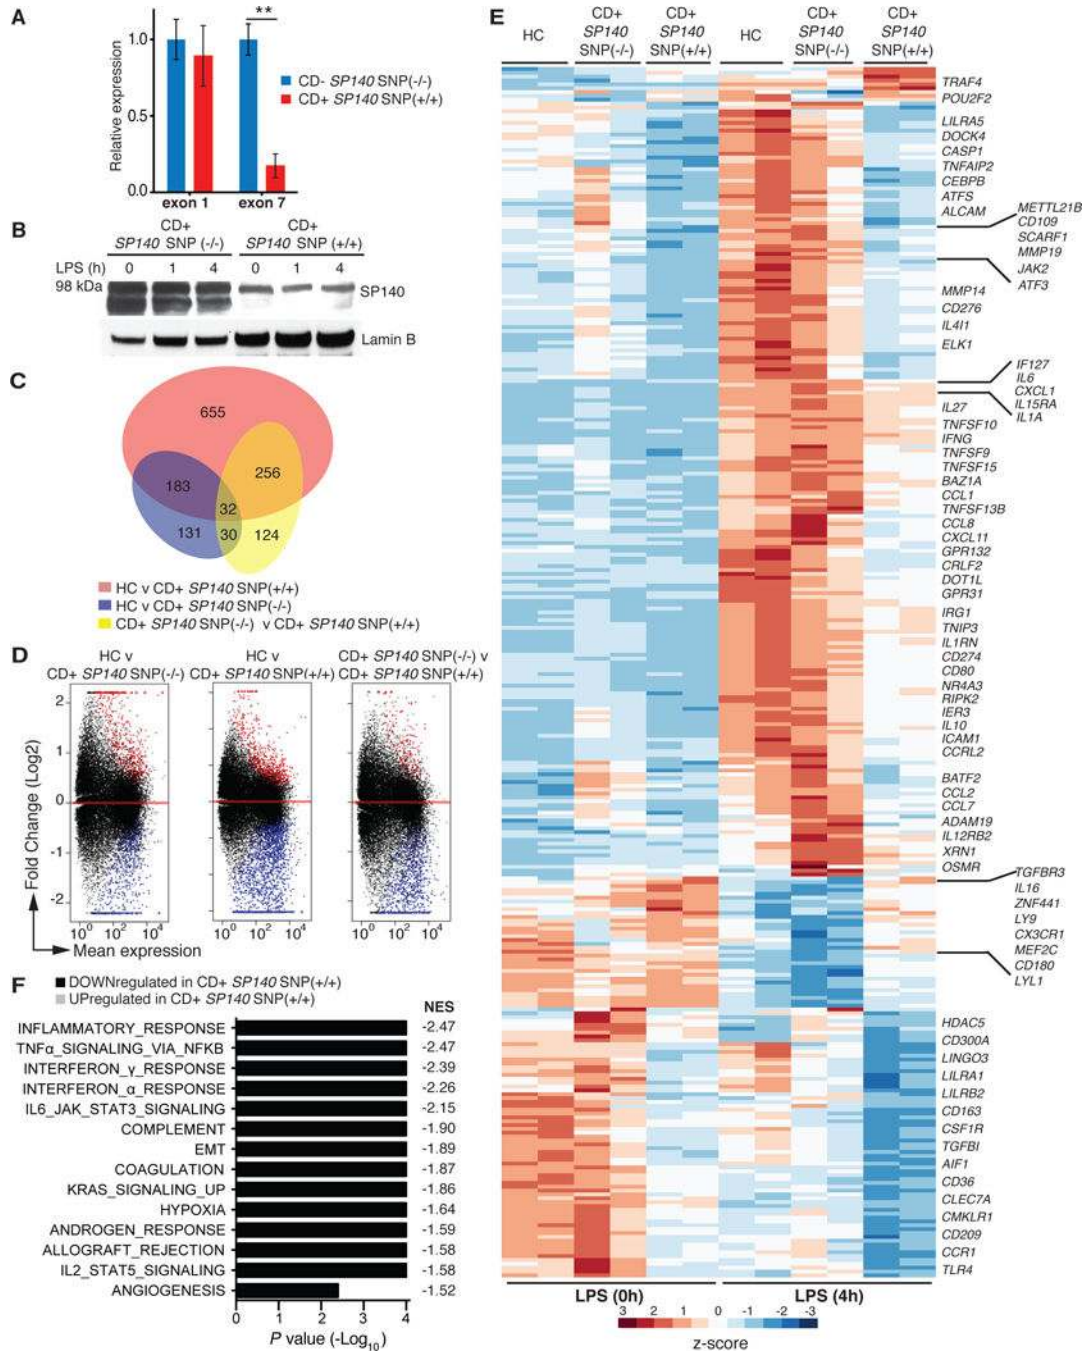 A
Relative expression
1.0
0.5
0.0
**
exon 1
exon 7
CD- SP140 SNP(-/-)
CD+ SP140 SNP(+/+)
B
CD+
SP140 SNP (-/-)
CD+
SP140 SNP (+/+)
LPS (h)
0
1
4
0
1
4
98 kDa
SP140
Lamin B
C
655
183
256
32
131
30
124
HC v CD+ SP140 SNP(+/+)
HC v CD+ SP140 SNP(-/-)
CD+ SP140 SNP(-/-) v CD+ SP140 SNP(+/+)
D
HC v
CD+ SP140 SNP(-/-)
HC v
CD+ SP140 SNP(+/+)
CD+ SP140 SNP(-/-) v
CD+ SP140 SNP(+/+)
Fold Change (Log2)
2
1
0
-1
-2
10⁰ 10² 10⁴
10⁰ 10² 10⁴
10⁰ 10² 10⁴
Mean expression
F
DOWNregulated in CD+ SP140 SNP(+/+)
UPregulated in CD+ SP140 SNP(+/+)
NES
INFLAMMATORY_RESPONSE -2.47
TNFα_SIGNALING_VIA_NFKB -2.47
INTERFERON_γ_RESPONSE -2.39
INTERFERON_α_RESPONSE -2.26
IL6_JAK_STAT3_SIGNALING -2.15
COMPLEMENT -1.90
EMT -1.89
COAGULATION -1.87
KRAS_SIGNALING_UP -1.86
HYPOXIA -1.64
ANDROGEN_RESPONSE -1.59
ALLOGRAFT_REJECTION -1.58
IL2_STAT5_SIGNALING -1.58
ANGIOGENESIS -1.52
0 1 2 3 4
P value (-Log₁₀)
E
HC
CD+
SP140
SNP(-/-)
CD+
SP140
SNP(+/+)
HC
CD+
SP140
SNP(-/-)
CD+
SP140
SNP(+/+)
TRAF4
POU2F2
LILRA5
DOCK4
CASP1
TNFAIP2
CEBPB
ATFS
ALCAM
METTL21B
CD109
SCARF1
MMP19
JAK2
ATF3
MMP14
CD276
IL4I1
ELK1
IF127
IL6
CXCL1
IL15RA
IL1A
IL27
TNFSF10
IFNG
TNFSF9
TNFSF15
BAZ1A
CCL1
TNFSF13B
CCL8
CXCL11
GPR132
CRLF2
DOT1L
GPR31
IRG1
TNIP3
IL1RN
CD274
CD80
NR4A3
RIPK2
IER3
IL10
ICAM1
CCRL2
BATF2
CCL2
CCL7
ADAM19
IL12RB2
XRN1
OSMR
TGFBR3
IL16
ZNF441
LY9
CX3CR1
MEF2C
CD180
LYL1
HDAC5
CD300A
LINGO3
LILRA1
LILRB2
CD163
CSF1R
TGFBI
AIF1
CD36
CLEC7A
CMKLR1
CD209
CCR1
TLR4
LPS (0h)
LPS (4h)
3 2 1 0 -1 -2 -3
z-score